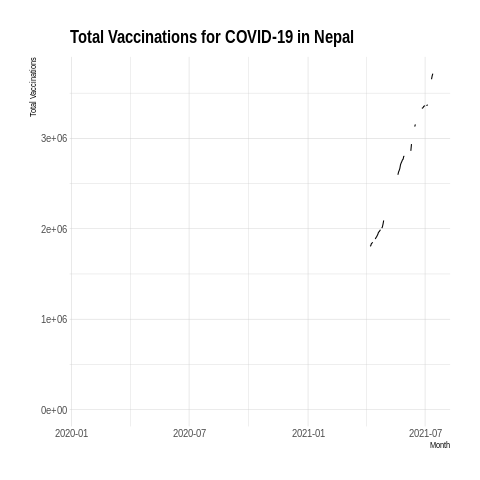 Total Vaccinations for COVID-19 in Nepal
Total Vaccinations
3e+06
2e+06
1e+06
0e+00
2020-01 2020-07 2021-01 2021-07
Month